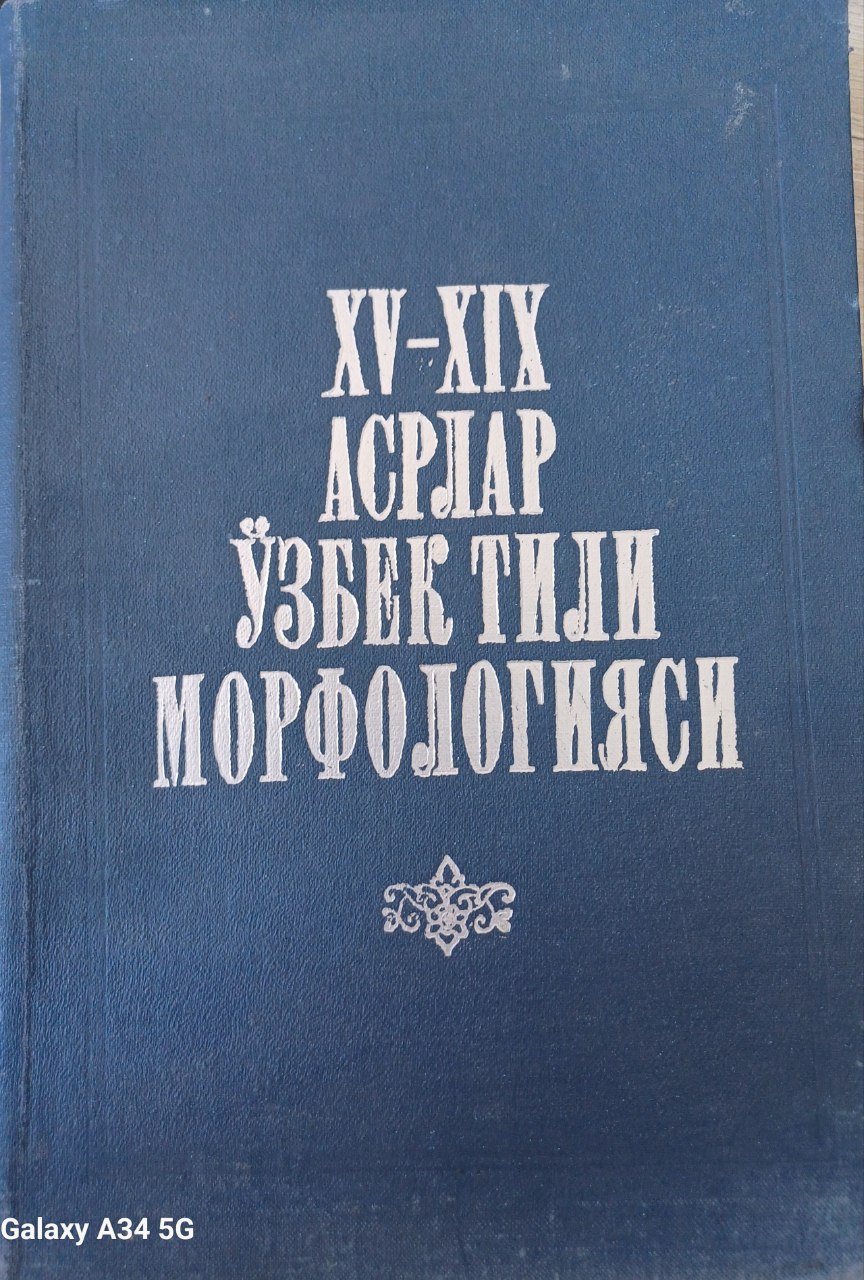 XV–XIX
АСРЛАР
ЎЗБЕК ТИЛИ
МОРФОЛОГИЯСИ
Galaxy A34 5G